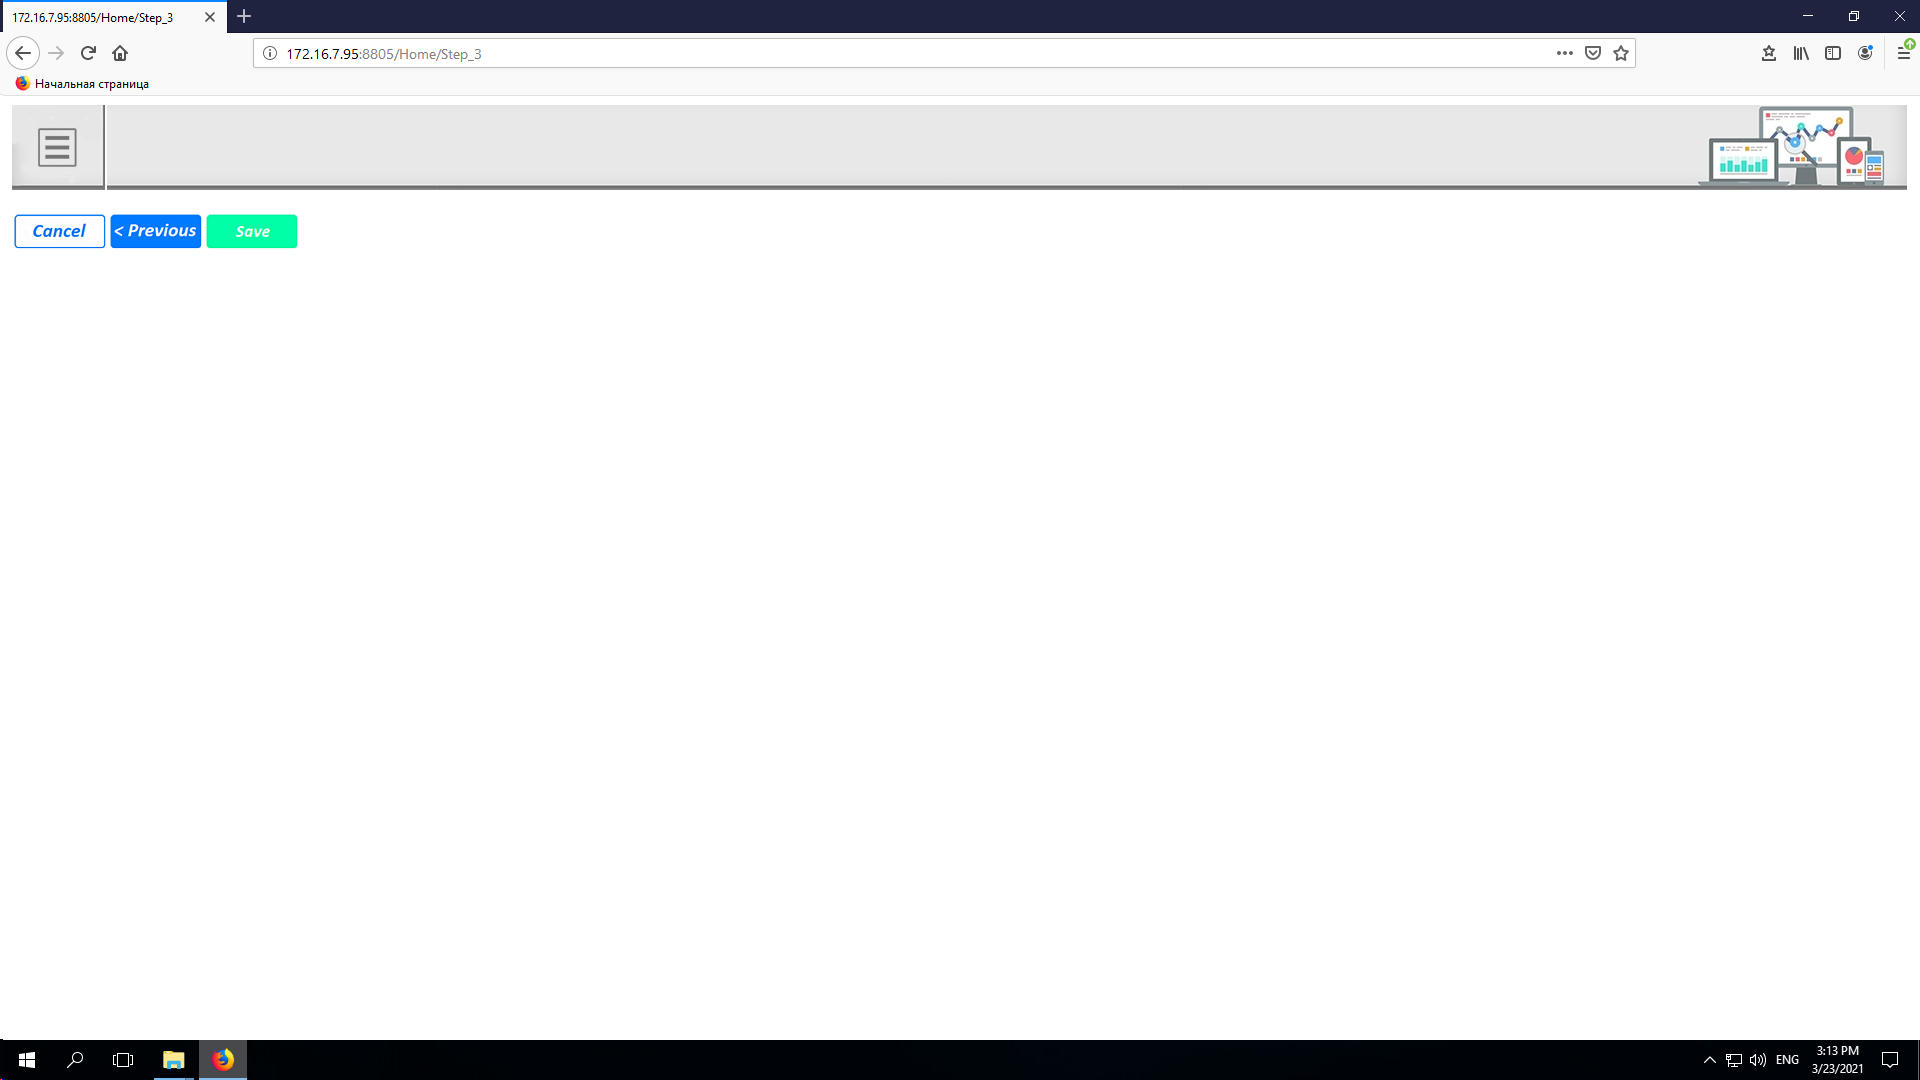 172.16.7.95:8805/Home/Step_3
172.16.7.95:8805/Home/Step_3
Начальная страница
Cancel
< Previous
Save
ENG
3:13 PM
3/23/2021